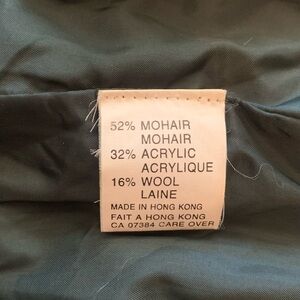 52% MOHAIR
MOHAIR
32% ACRYLIC
ACRYLIQUE
16% WOOL
LAINE
MADE IN HONG KONG
FAIT A HONG KONG
CA 07384 CARE OVER